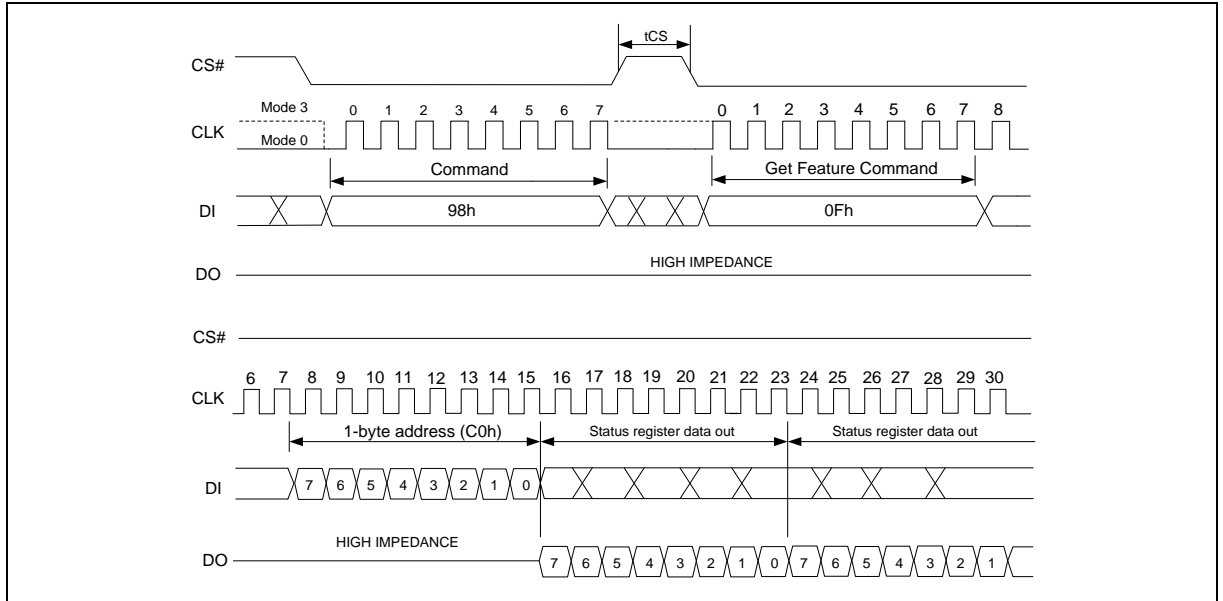 tCS
CS#
Mode 3
0 1 2 3 4 5 6 7
0 1 2 3 4 5 6 7 8
CLK
Mode 0
Command
Get Feature Command
DI
98h
0Fh
HIGH IMPEDANCE
DO
CS#
6 7 8 9 10 11 12 13 14 15 16 17 18 19 20 21 22 23 24 25 26 27 28 29 30
CLK
1-byte address (C0h)
Status register data out
Status register data out
DI
7 6 5 4 3 2 1 0
HIGH IMPEDANCE
DO
7 6 5 4 3 2 1 0 7 6 5 4 3 2 1